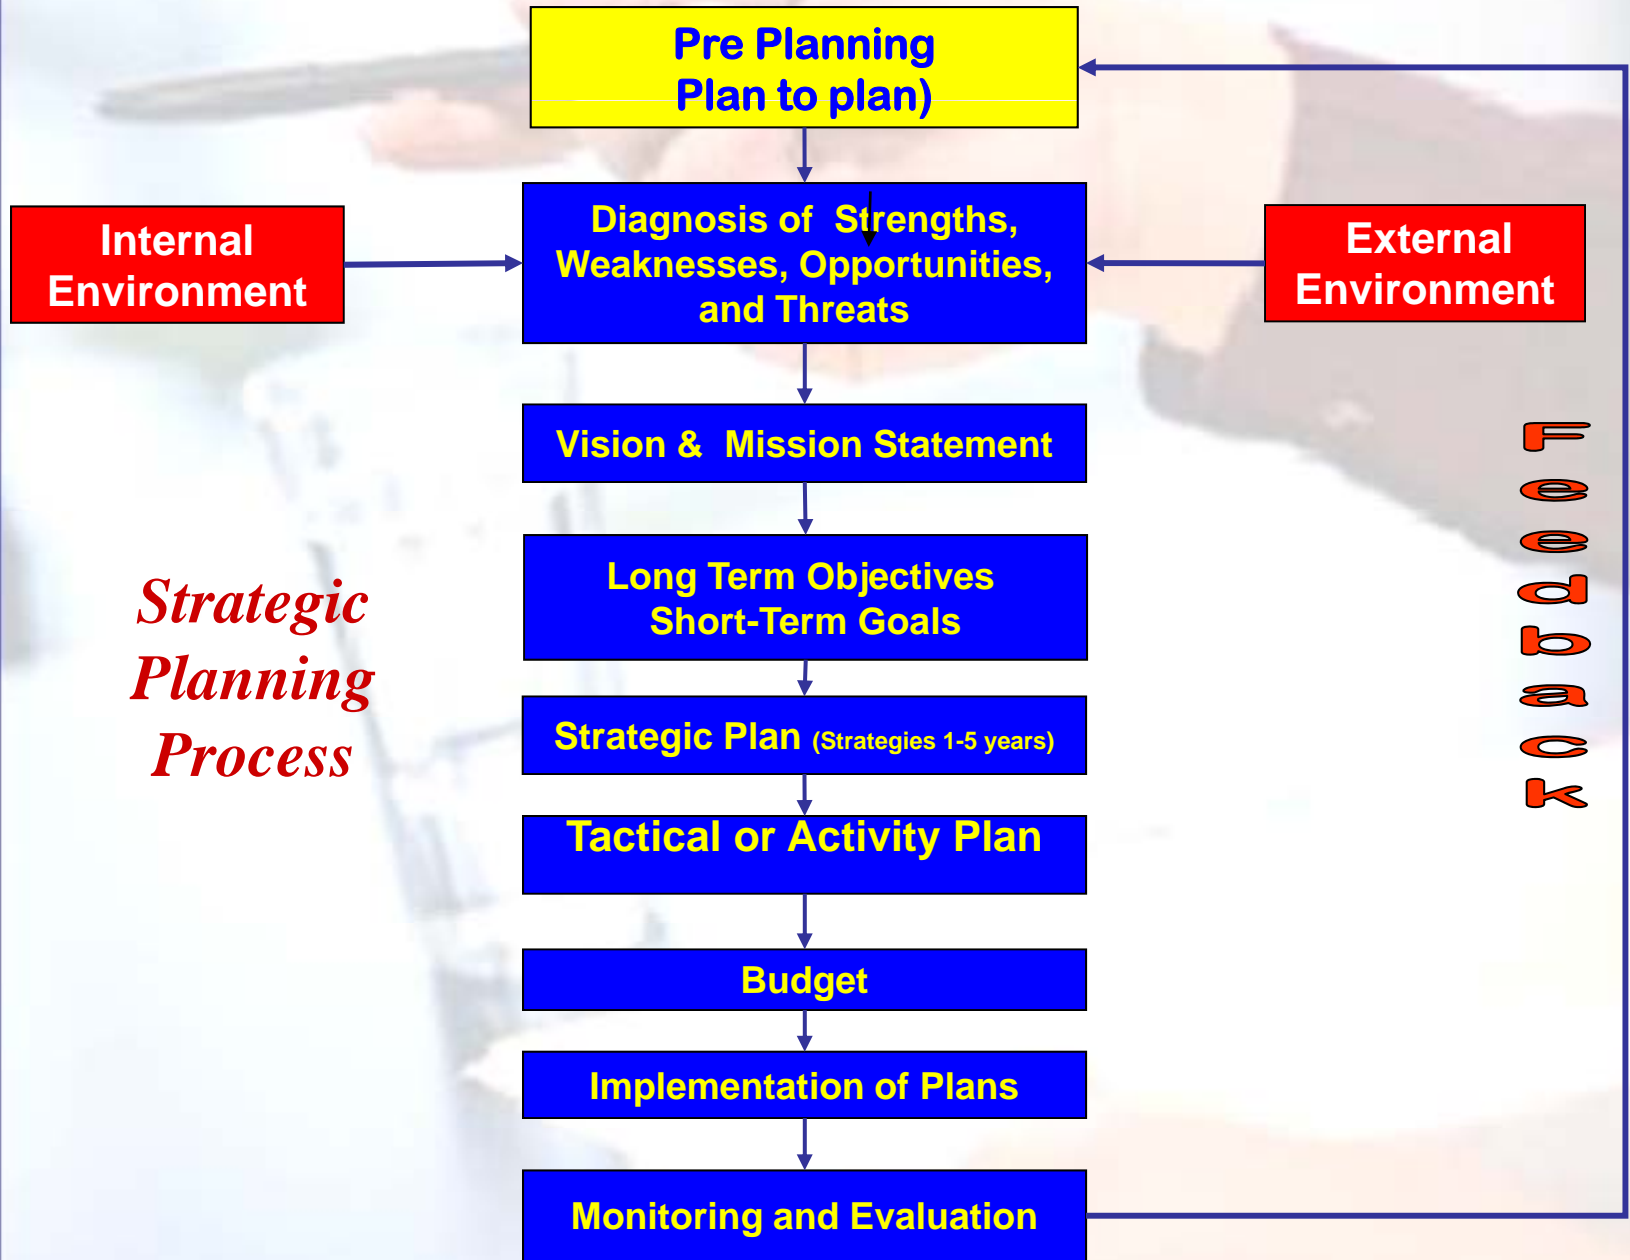 Pre Planning
Plan to plan)
Internal
Environment
Diagnosis of Strengths,
Weaknesses, Opportunities,
and Threats
External
Environment
Vision & Mission Statement
Long Term Objectives
Short-Term Goals
Strategic Plan (Strategies 1-5 years)
Tactical or Activity Plan
Budget
Implementation of Plans
Monitoring and Evaluation
Strategic
Planning
Process
Feedback